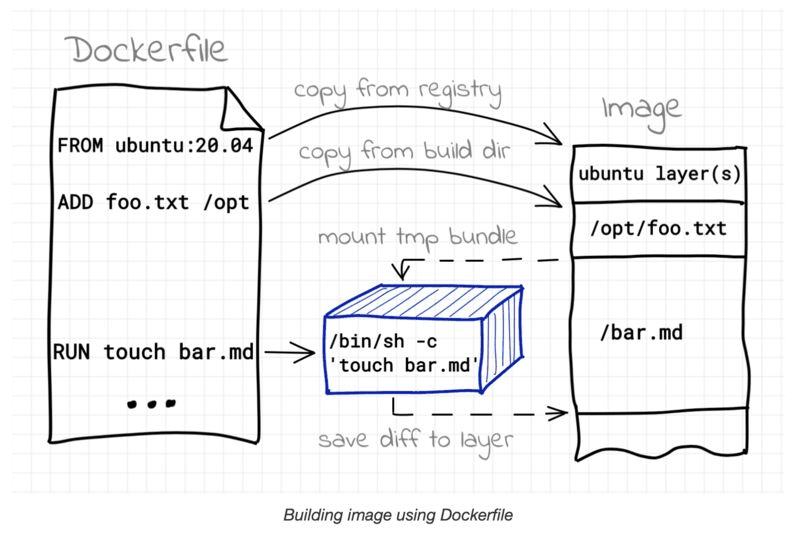 Dockerfile
copy from registry
Image
FROM ubuntu:20.04
copy from build dir
ubuntu layer(s)
ADD foo.txt /opt
/opt/foo.txt
mount tmp bundle
/bar.md
/bin/sh -c
RUN touch bar.md
'touch bar.md'
...
save diff to layer
Building image using Dockerfile